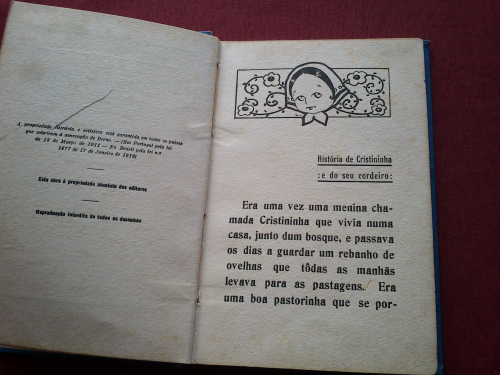 A propriedade literária e artística está garantida em todos os países
que aderiram à convenção de Berne. — (Em Portugal pela lei
de 18 de Março de 1911 — No Brasil pela lei n.º
2577 de 17 de Janeiro de 1912)
Esta obra é propriedade absoluta dos editores
Reprodução interdita de todos os desenhos
História de Cristininha
: e do seu cordeiro :
Era uma vez uma menina cha-
mada Cristininha que vivia numa
casa, junto dum bosque, e passava
os dias a guardar um rebanho de
ovelhas que tôdas as manhãs
levava para as pastagens. Era
uma boa pastorinha que se por-